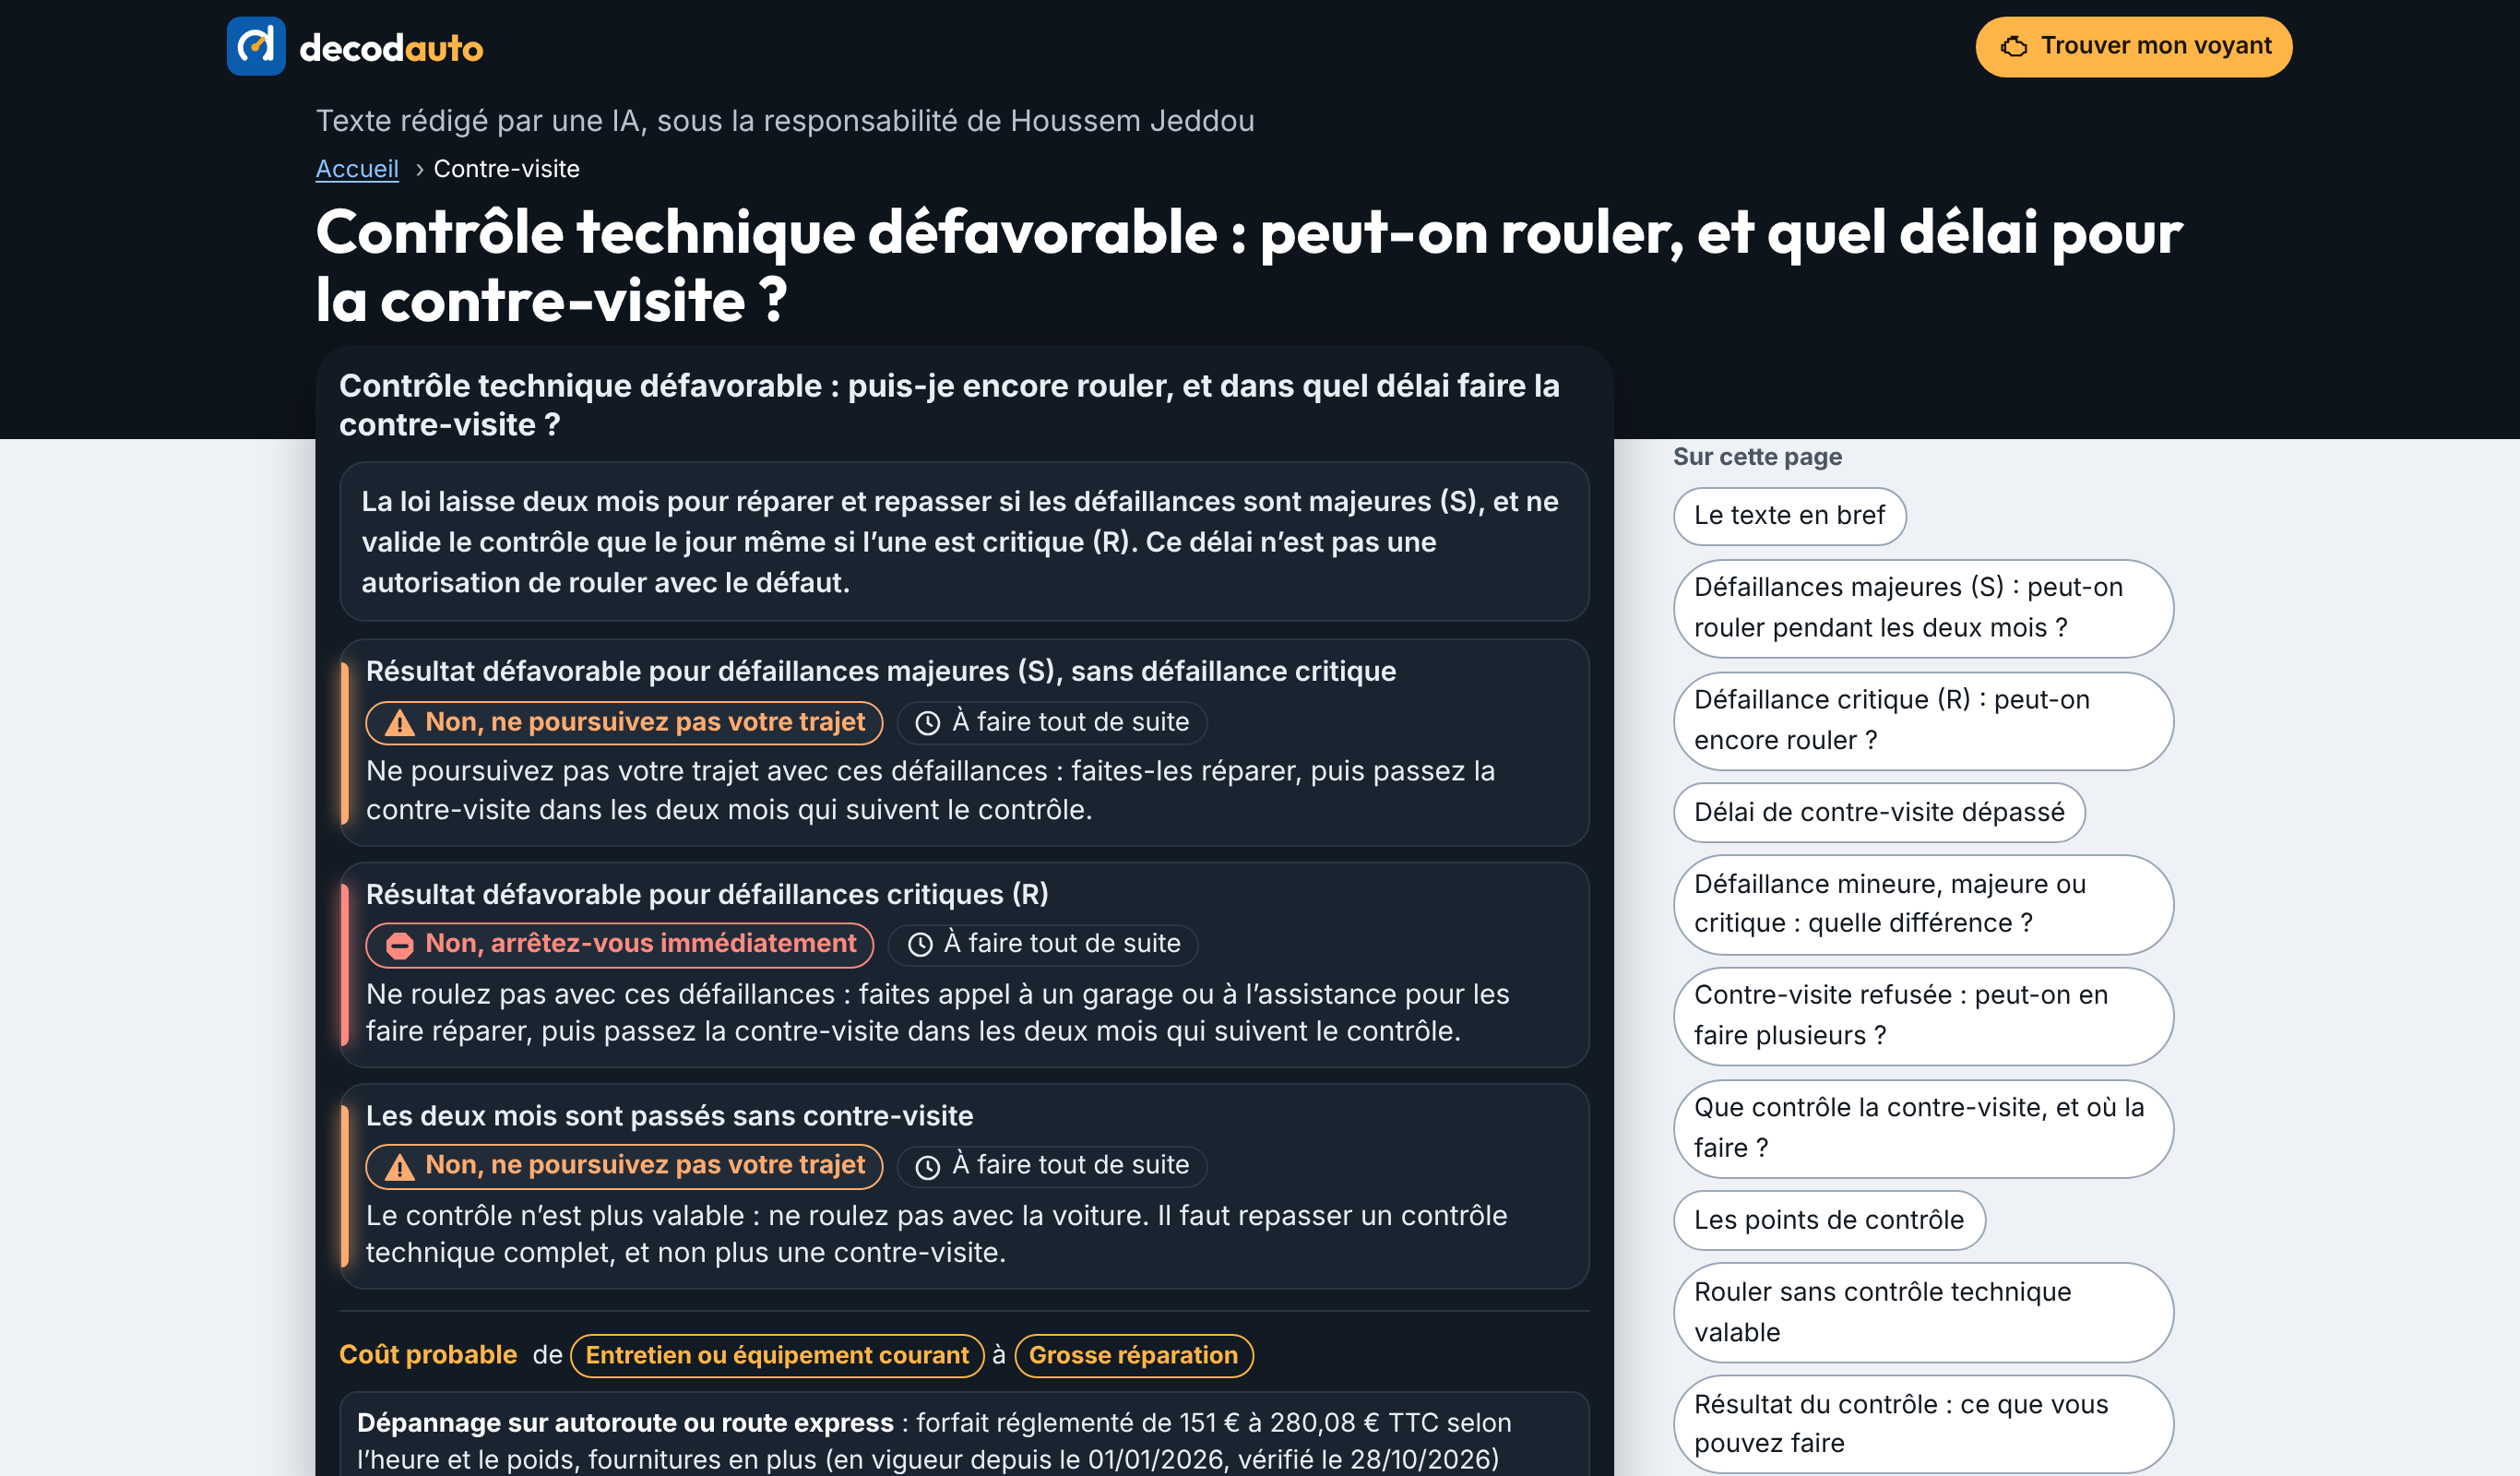 decodauto
Trouver mon voyant
Texte rédigé par une IA, sous la responsabilité de Houssem Jeddou
Accueil › Contre-visite
Contrôle technique défavorable : peut-on rouler, et quel délai pour
la contre-visite ?
Contrôle technique défavorable : puis-je encore rouler, et dans quel délai faire la
contre-visite ?
La loi laisse deux mois pour réparer et repasser si les défaillances sont majeures (S), et ne
valide le contrôle que le jour même si l’une est critique (R). Ce délai n’est pas une
autorisation de rouler avec le défaut.
Résultat défavorable pour défaillances majeures (S), sans défaillance critique
Non, ne poursuivez pas votre trajet
À faire tout de suite
Ne poursuivez pas votre trajet avec ces défaillances : faites-les réparer, puis passez la
contre-visite dans les deux mois qui suivent le contrôle.
Résultat défavorable pour défaillances critiques (R)
Non, arrêtez-vous immédiatement
À faire tout de suite
Ne roulez pas avec ces défaillances : faites appel à un garage ou à l’assistance pour les
faire réparer, puis passez la contre-visite dans les deux mois qui suivent le contrôle.
Les deux mois sont passés sans contre-visite
Non, ne poursuivez pas votre trajet
À faire tout de suite
Le contrôle n’est plus valable : ne roulez pas avec la voiture. Il faut repasser un contrôle
technique complet, et non plus une contre-visite.
Coût probable de Entretien ou équipement courant à Grosse réparation
Dépannage sur autoroute ou route express : forfait réglementé de 151 € à 280,08 € TTC selon
l’heure et le poids, fournitures en plus (en vigueur depuis le 01/01/2026, vérifié le 28/10/2026)
Sur cette page
Le texte en bref
Défaillances majeures (S) : peut-on
rouler pendant les deux mois ?
Défaillance critique (R) : peut-on
encore rouler ?
Délai de contre-visite dépassé
Défaillance mineure, majeure ou
critique : quelle différence ?
Contre-visite refusée : peut-on en
faire plusieurs ?
Que contrôle la contre-visite, et où la
faire ?
Les points de contrôle
Rouler sans contrôle technique
valable
Résultat du contrôle : ce que vous
pouvez faire